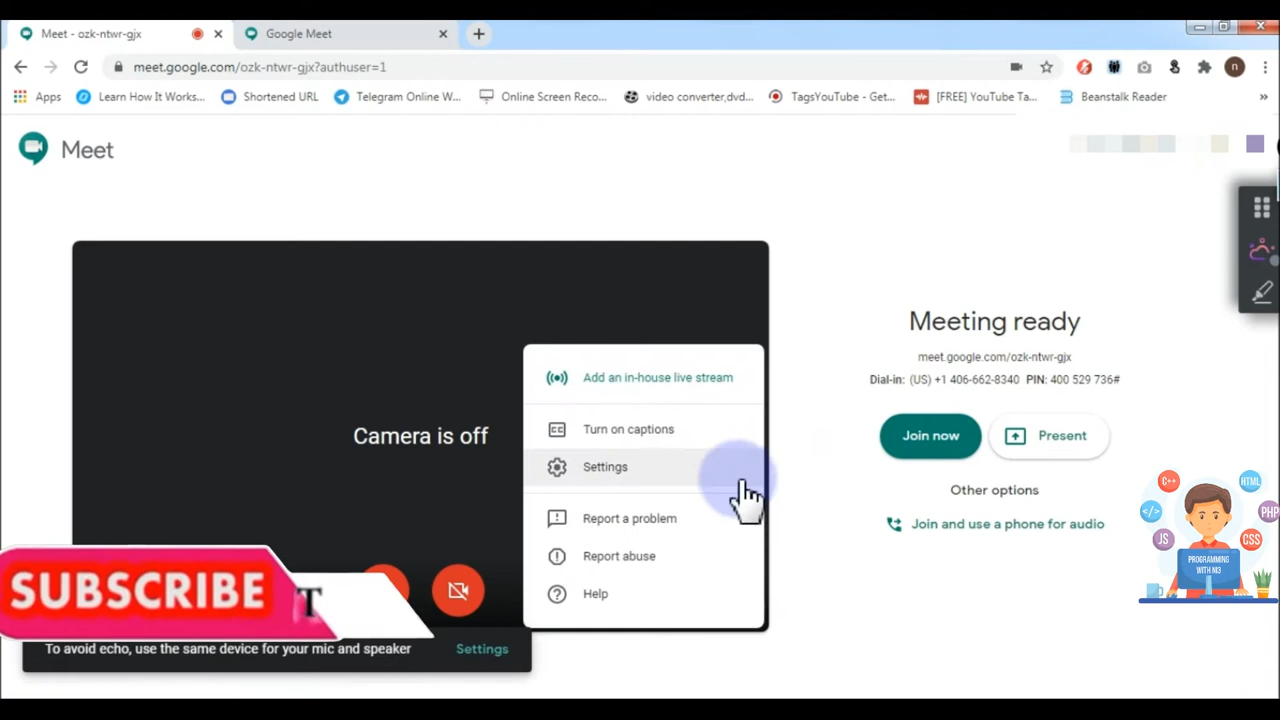 Meet - ozk-ntwr-gjx
Google Meet
meet.google.com/ozk-ntwr-gjx?authuser=1
n
Apps
Learn How It Works...
Shortened URL
Telegram Online W...
Online Screen Reco...
video converter,dvd...
TagsYouTube - Get...
[FREE] YouTube Ta...
Beanstalk Reader
»
Meet
Camera is off
Add an in-house live stream
CC
Turn on captions
Settings
Report a problem
Report abuse
Help
Meeting ready
meet.google.com/ozk-ntwr-gjx
Dial-in: (US) +1 406-662-8340 PIN: 400 529 736#
Join now
Present
Other options
Join and use a phone for audio
C++
HTML
</>
PHP
JS
CSS
PROGRAMMING
WITH NI3
SUBSCRIBE
T
To avoid echo, use the same device for your mic and speaker
Settings